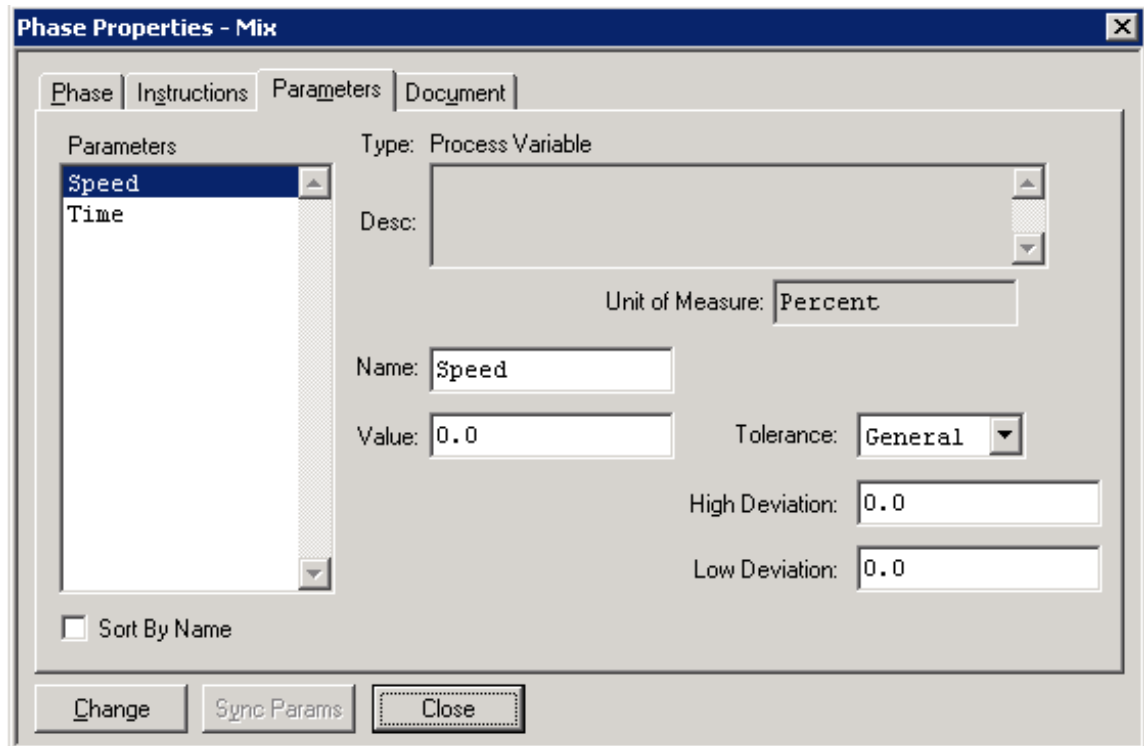 Phase Properties - Mix
Phase Instructions Parameters Document
Parameters
Speed
Time
Sort By Name
Type: Process Variable
Desc:
Unit of Measure: Percent
Name: Speed
Value: 0.0
Tolerance: General
High Deviation: 0.0
Low Deviation: 0.0
Change Sync Params Close